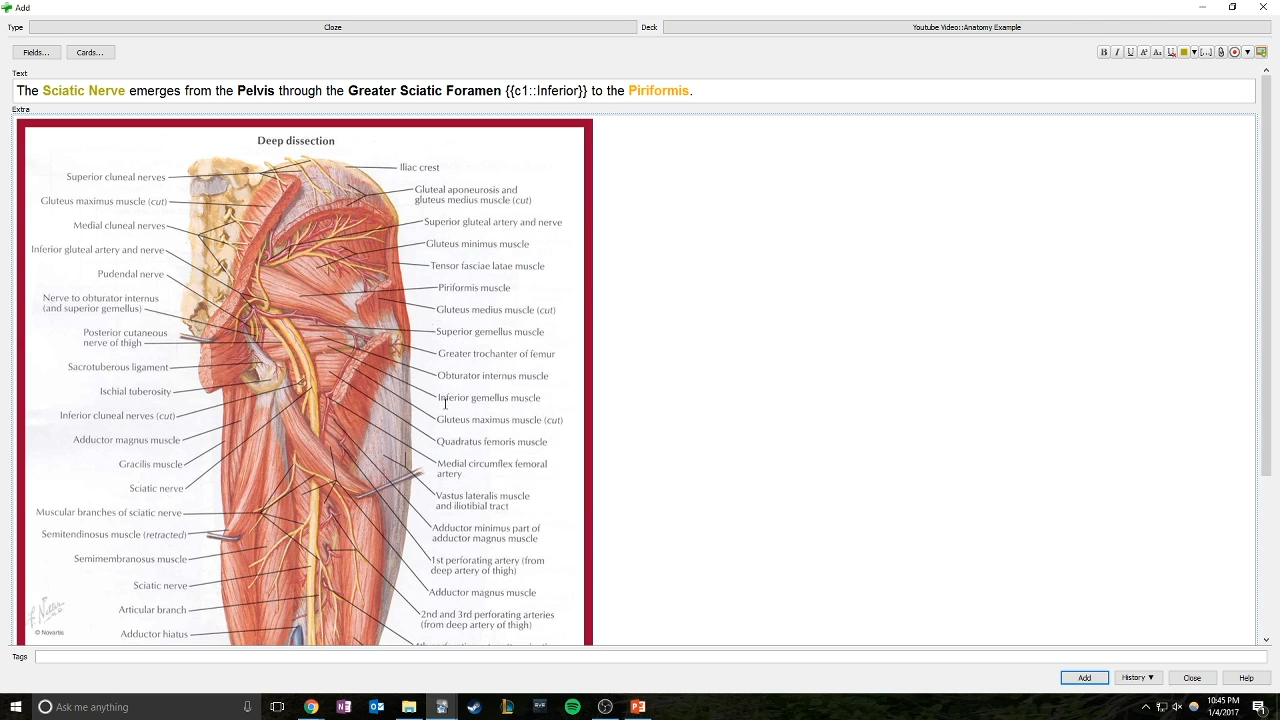 Add
Type
Cloze
Deck
Youtube Video::Anatomy Example
Fields...
Cards...
Text
The Sciatic Nerve emerges from the Pelvis through the Greater Sciatic Foramen {{c1::Inferior}} to the Piriformis.
Extra
Deep dissection
Superior cluneal nerves
Gluteus maximus muscle (cut)
Medial cluneal nerves
Inferior gluteal artery and nerve
Pudendal nerve
Nerve to obturator internus
(and superior gemellus)
Posterior cutaneous
nerve of thigh
Sacrotuberous ligament
Ischial tuberosity
Inferior cluneal nerves (cut)
Adductor magnus muscle
Gracilis muscle
Sciatic nerve
Muscular branches of sciatic nerve
Semitendinosus muscle (retracted)
Semimembranosus muscle
Sciatic nerve
Articular branch
Adductor hiatus
Iliac crest
Gluteal aponeurosis and
gluteus medius muscle (cut)
Superior gluteal artery and nerve
Gluteus minimus muscle
Tensor fasciae latae muscle
Piriformis muscle
Gluteus medius muscle (cut)
Superior gemellus muscle
Greater trochanter of femur
Obturator internus muscle
Inferior gemellus muscle
Gluteus maximus muscle (cut)
Quadratus femoris muscle
Medial circumflex femoral
artery
Vastus lateralis muscle
and iliotibial tract
Adductor minimus part of
adductor magnus muscle
1st perforating artery (from
deep artery of thigh)
Adductor magnus muscle
2nd and 3rd perforating arteries
(from deep artery of thigh)
© Novartis
Tags
Add
History ▼
Close
Help
Ask me anything
10:45 PM
1/4/2017